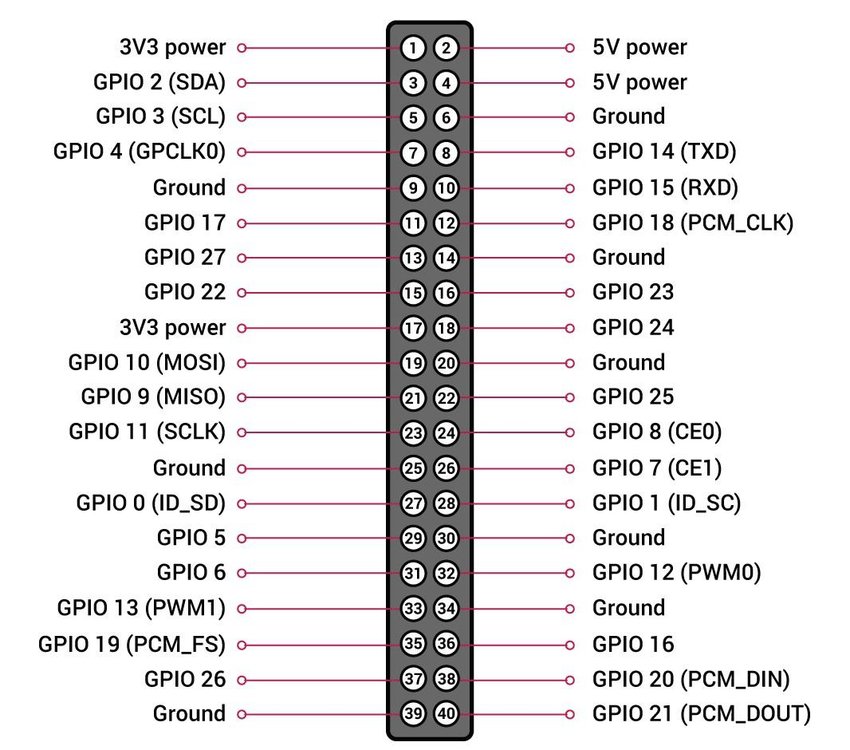 3V3 power 1 2 5V power
GPIO 2 (SDA) 3 4 5V power
GPIO 3 (SCL) 5 6 Ground
GPIO 4 (GPCLK0) 7 8 GPIO 14 (TXD)
Ground 9 10 GPIO 15 (RXD)
GPIO 17 11 12 GPIO 18 (PCM_CLK)
GPIO 27 13 14 Ground
GPIO 22 15 16 GPIO 23
3V3 power 17 18 GPIO 24
GPIO 10 (MOSI) 19 20 Ground
GPIO 9 (MISO) 21 22 GPIO 25
GPIO 11 (SCLK) 23 24 GPIO 8 (CE0)
Ground 25 26 GPIO 7 (CE1)
GPIO 0 (ID_SD) 27 28 GPIO 1 (ID_SC)
GPIO 5 29 30 Ground
GPIO 6 31 32 GPIO 12 (PWM0)
GPIO 13 (PWM1) 33 34 Ground
GPIO 19 (PCM_FS) 35 36 GPIO 16
GPIO 26 37 38 GPIO 20 (PCM_DIN)
Ground 39 40 GPIO 21 (PCM_DOUT)